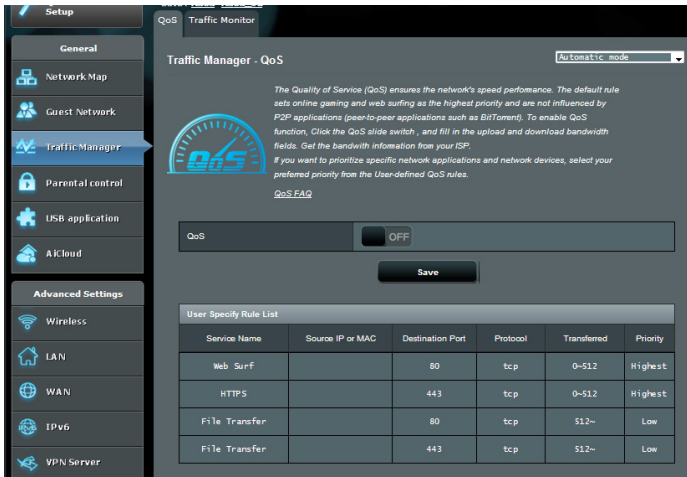 Setup
QoS Traffic Monitor
General
Network Map
Guest Network
Traffic Manager
Parental control
USB application
AiCloud
Advanced Settings
Wireless
LAN
WAN
IPv6
VPN Server
Traffic Manager - QoS
Automatic mode
The Quality of Service (QoS) ensures the network's speed perfomance. The default rule
sets online gaming and web surfing as the highest priority and are not influenced by
P2P applications (peer-to-peer applications such as BitTorrent). To enable QoS
function, Click the QoS slide switch , and fill in the upload and download bandwidth
fields. Get the bandwith information from your ISP.
If you want to prioritize specific network applications and network devices, select your
preferred priority from the User-defined QoS rules.
QoS
QoS FAQ
QoS OFF
Save
User Specify Rule List
Service Name Source IP or MAC Destination Port Protocol Transferred Priority
Web Surf 80 tcp 0~512 Highest
HTTPS 443 tcp 0~512 Highest
File Transfer 80 tcp 512~ Low
File Transfer 443 tcp 512~ Low